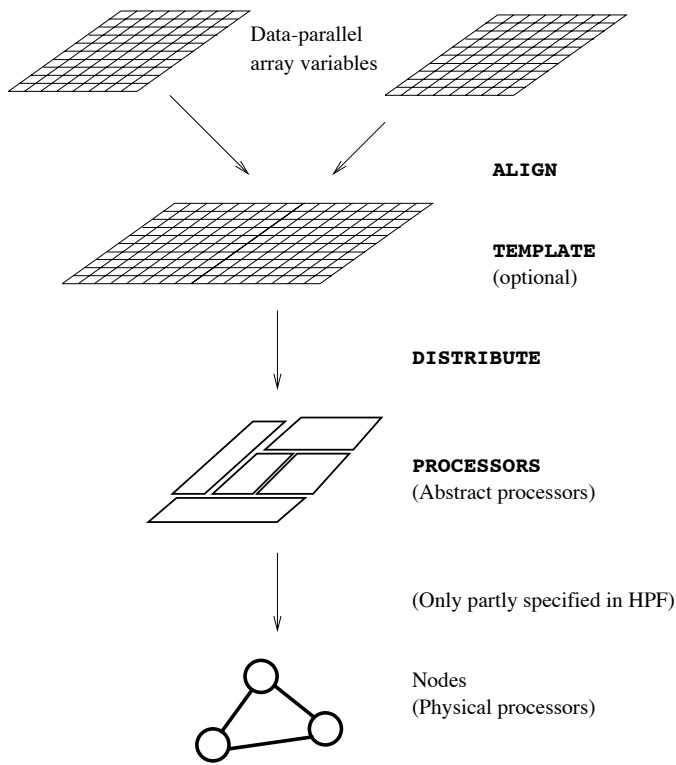 Data-parallel
array variables
ALIGN
TEMPLATE
(optional)
DISTRIBUTE
PROCESSORS
(Abstract processors)
(Only partly specified in HPF)
Nodes
(Physical processors)